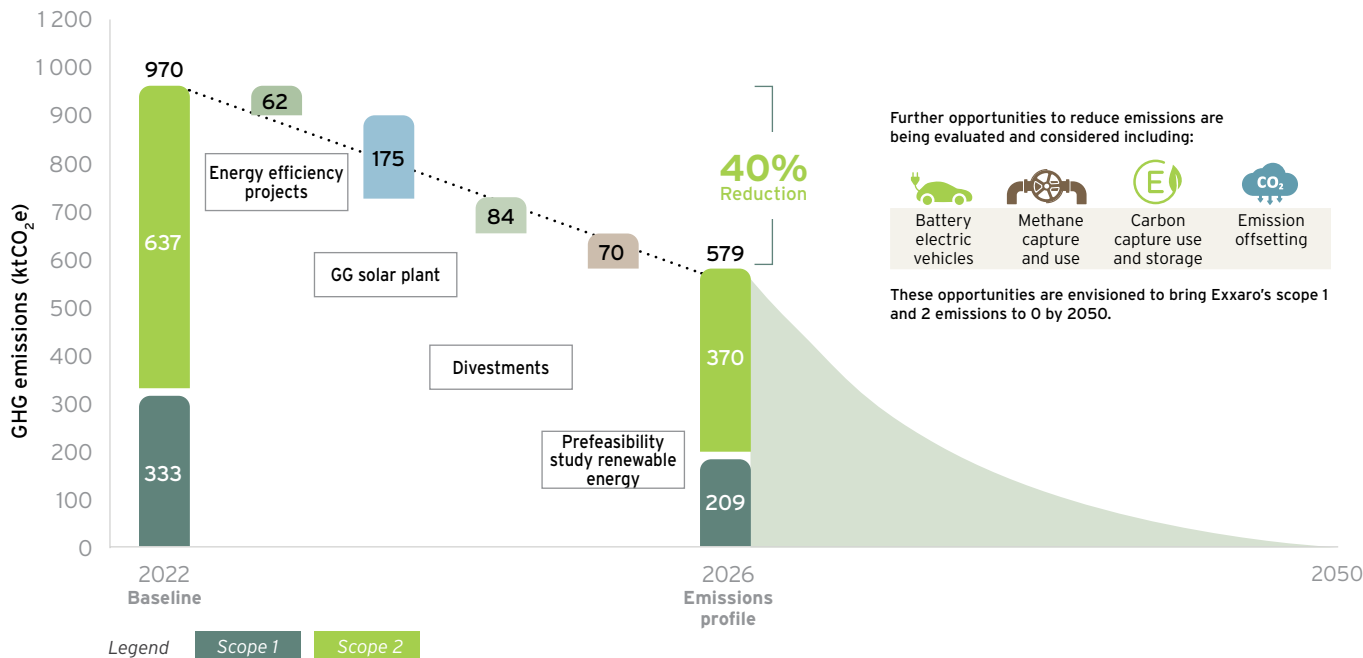 1 200
1 000
900
800
700
600
500
400
300
200
100
0
GHG emissions (ktCO₂e)
970
637
333
62
Energy efficiency
projects
175
GG solar plant
84
Divestments
70
Prefeasibility
study renewable
energy
579
370
209
40%
Reduction
Further opportunities to reduce emissions are
being evaluated and considered including:
E
CO₂
Battery
electric
vehicles
Methane
capture
and use
Carbon
capture use
and storage
Emission
offsetting
These opportunities are envisioned to bring Exxaro's scope 1
and 2 emissions to 0 by 2050.
2022
Baseline
2026
Emissions
profile
2050
Legend
Scope 1
Scope 2